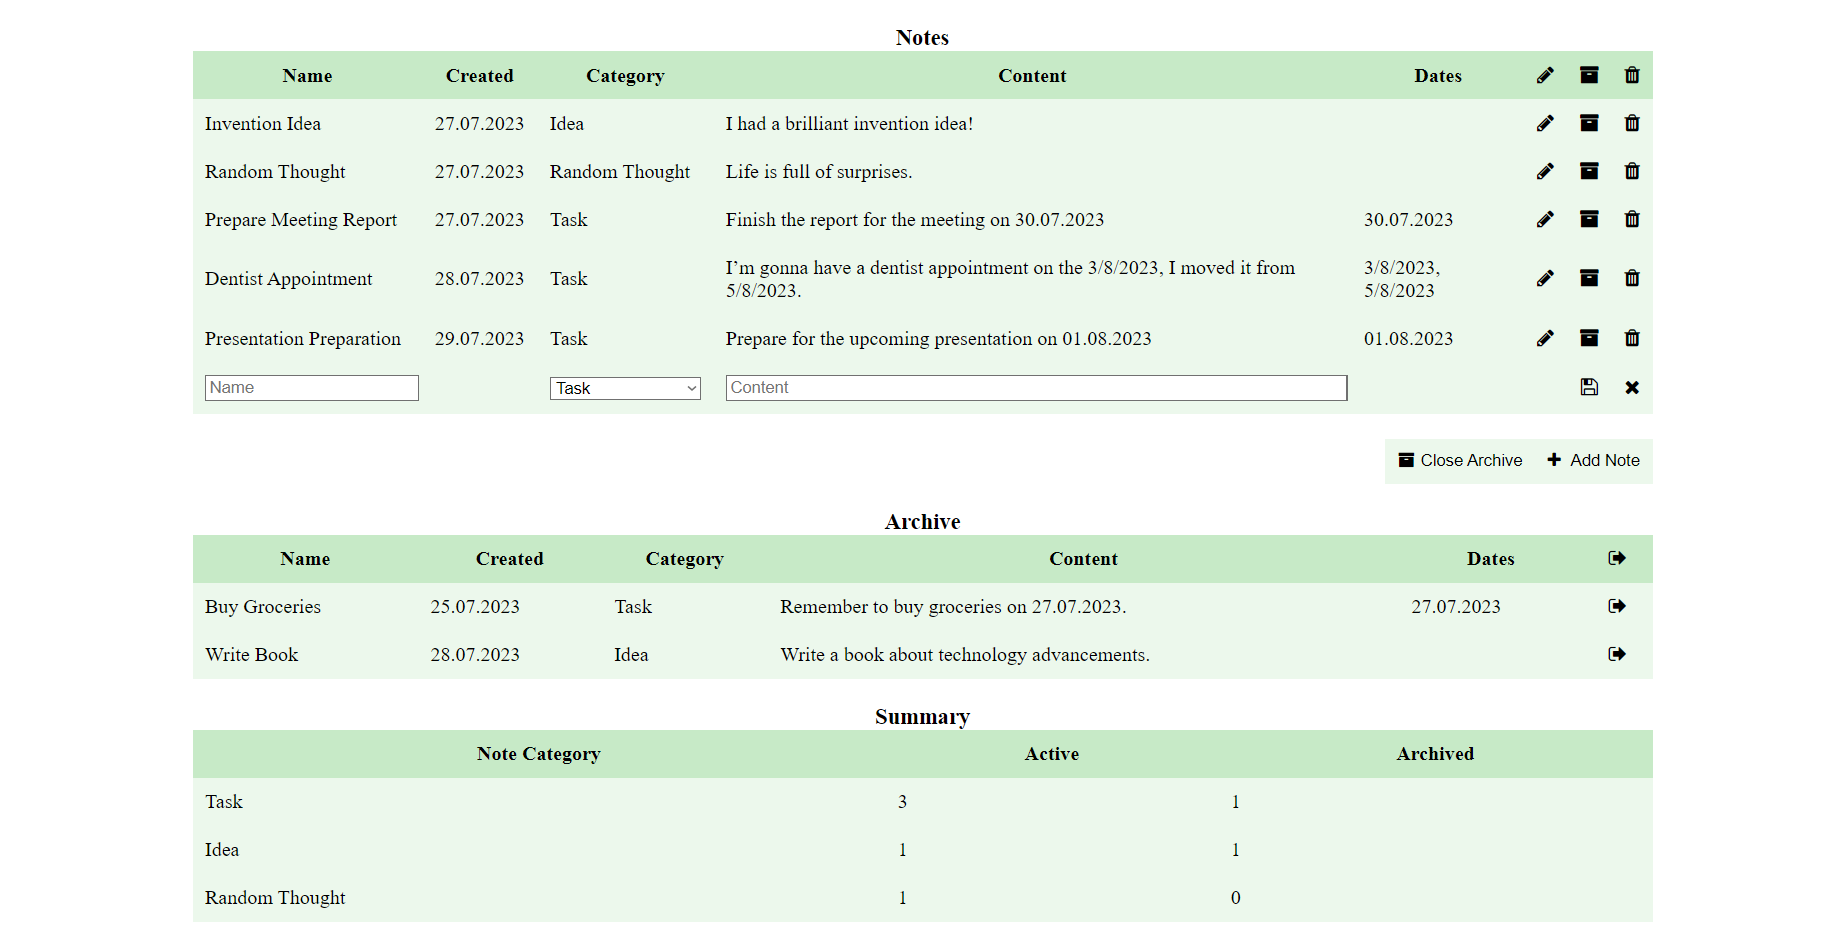 Notes
Name Created Category Content Dates
Invention Idea 27.07.2023 Idea I had a brilliant invention idea!
Random Thought 27.07.2023 Random Thought Life is full of surprises.
Prepare Meeting Report 27.07.2023 Task Finish the report for the meeting on 30.07.2023 30.07.2023
Dentist Appointment 28.07.2023 Task I’m gonna have a dentist appointment on the 3/8/2023, I moved it from 3/8/2023,
5/8/2023. 5/8/2023
Presentation Preparation 29.07.2023 Task Prepare for the upcoming presentation on 01.08.2023 01.08.2023
Name Task Content
Close Archive Add Note
Archive
Name Created Category Content Dates
Buy Groceries 25.07.2023 Task Remember to buy groceries on 27.07.2023. 27.07.2023
Write Book 28.07.2023 Idea Write a book about technology advancements.
Summary
Note Category Active Archived
Task 3 1
Idea 1 1
Random Thought 1 0